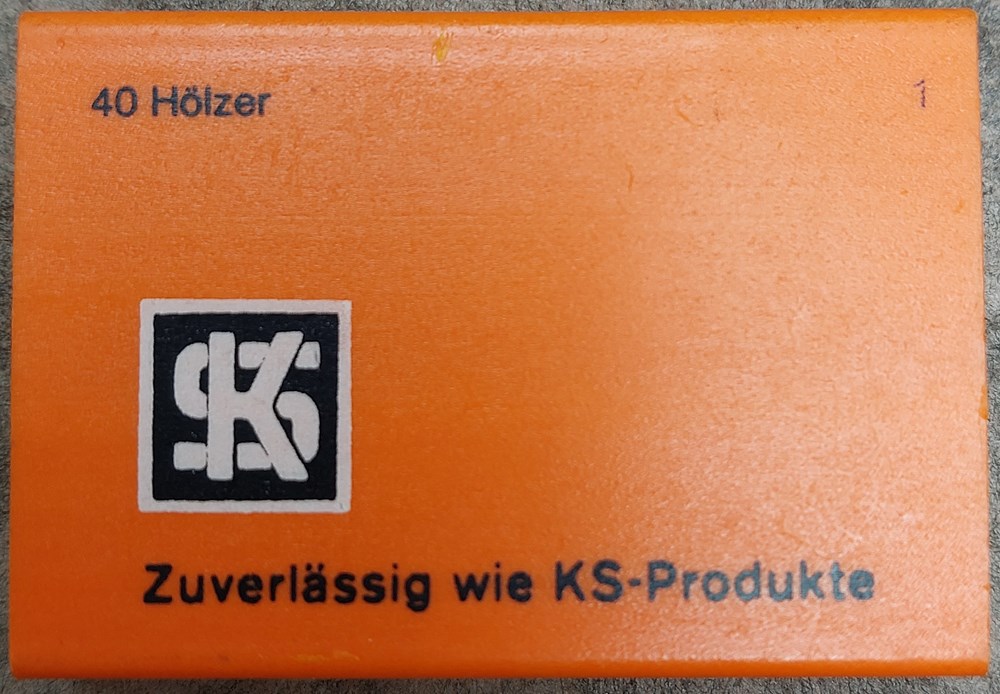 40 Hölzer
1
KS
Zuverlässig wie KS-Produkte